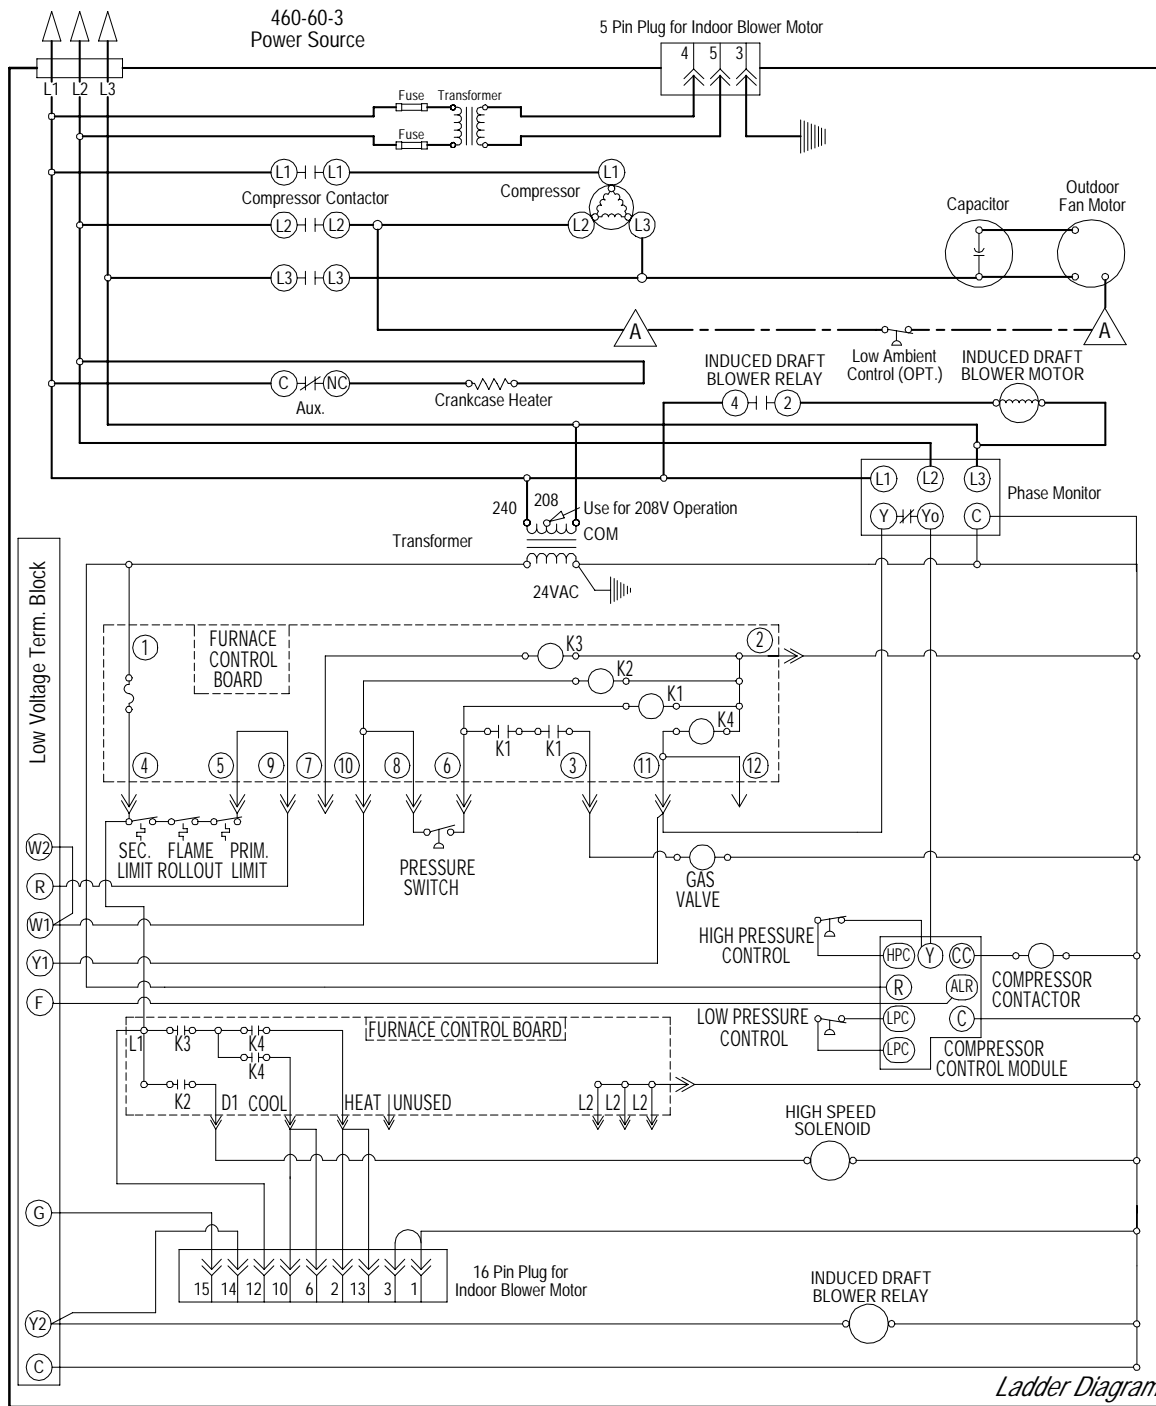 460-60-3
Power Source
5 Pin Plug for Indoor Blower Motor
4 5 3
L1 L2 L3
Fuse Transformer
Fuse
L1 L1
L1
Compressor Contactor
Compressor
L2 L2
L2 L3
Capacitor
Outdoor
Fan Motor
L3 L3
A
A
Low Ambient
Control (OPT.)
INDUCED DRAFT
BLOWER RELAY
INDUCED DRAFT
BLOWER MOTOR
C NC
Aux.
Crankcase Heater
4 2
L1 L2 L3
Phase Monitor
Y Yo C
240 208 Use for 208V Operation
COM
Transformer
24VAC
Low Voltage Term. Block
FURNACE
CONTROL
BOARD
1
2
K3
K2
K1
K4
K1 K1
4 5 9 7 10 8 6 3 11 12
SEC.
LIMIT
FLAME
ROLLOUT
PRIM.
LIMIT
PRESSURE
SWITCH
GAS
VALVE
W2
R
W1
Y1
F
HIGH PRESSURE
CONTROL
HPC Y CC
COMPRESSOR
CONTACTOR
R ALR
LOW PRESSURE
CONTROL
LPC C
LPC
COMPRESSOR
CONTROL MODULE
FURNACE CONTROL BOARD
L1 K3 K4
K4
K2
D1 COOL HEAT UNUSED
L2 L2 L2
HIGH SPEED
SOLENOID
G
15 14 12 10 6 2 13 3 1
16 Pin Plug for
Indoor Blower Motor
INDUCED DRAFT
BLOWER RELAY
Y2
C
Ladder Diagram